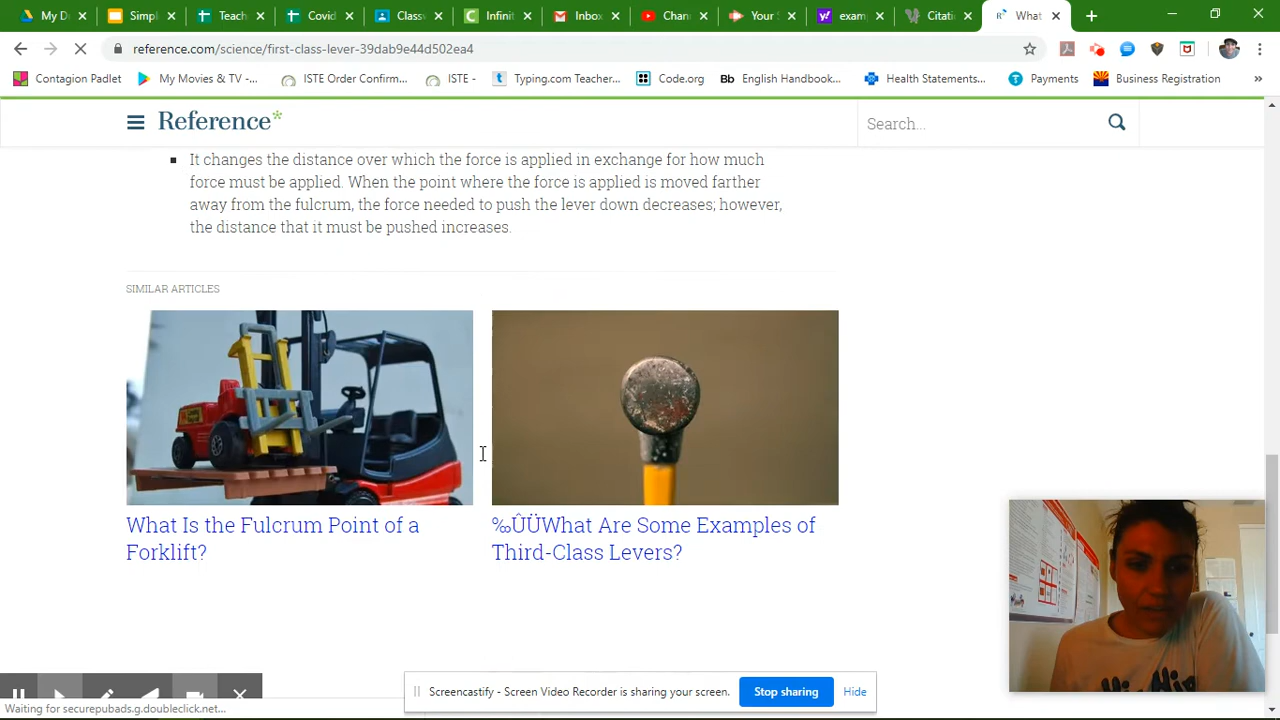 My D
Simpl
Teach
Covid
Classv
Infinit
Inbox
Chann
Your S
exam
Citatio
What
reference.com/science/first-class-lever-39dab9e44d502ea4
Contagion Padlet
My Movies & TV -...
ISTE Order Confirm...
ISTE -
Typing.com Teacher...
Code.org
Bb English Handbook...
Health Statements...
Payments
Business Registration
»
Reference*
Search...
It changes the distance over which the force is applied in exchange for how much
force must be applied. When the point where the force is applied is moved farther
away from the fulcrum, the force needed to push the lever down decreases; however,
the distance that it must be pushed increases.
SIMILAR ARTICLES
What Is the Fulcrum Point of a
Forklift?
‰ÛÜWhat Are Some Examples of
Third-Class Levers?
Screencastify - Screen Video Recorder is sharing your screen.
Stop sharing
Hide
Waiting for securepubads.g.doubleclick.net...